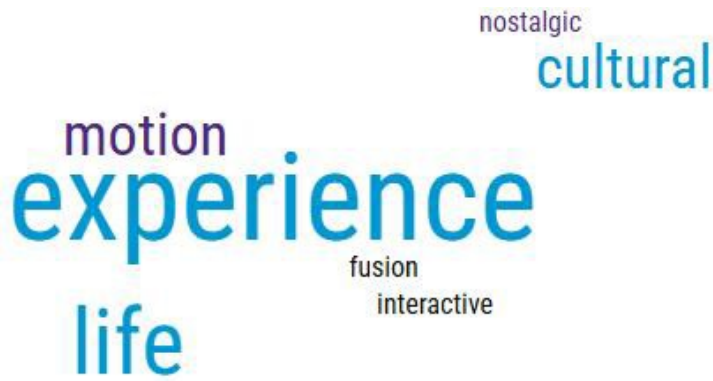 nostalgic
cultural
motion
experience
fusion
interactive
life